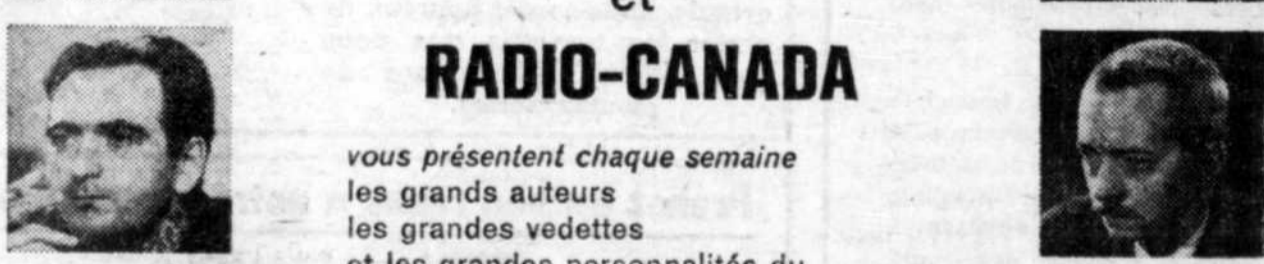 et
RADIO-CANADA
vous présentent chaque semaine
les grands auteurs
les grandes vedettes
et les grandes personnalités du